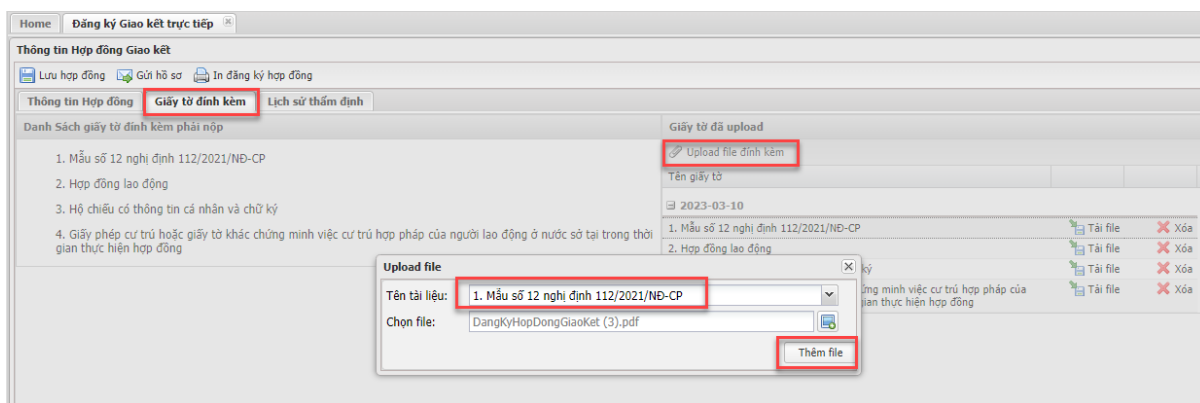 Home Đăng ký Giao kết trực tiếp
Thông tin Hợp đồng Giao kết
Lưu hợp đồng Gửi hồ sơ In đăng ký hợp đồng
Thông tin Hợp đồng Giấy tờ đính kèm Lịch sử thẩm định
Danh Sách giấy tờ đính kèm phải nộp
1. Mẫu số 12 nghị định 112/2021/NĐ-CP
2. Hợp đồng lao động
3. Hộ chiếu có thông tin cá nhân và chữ ký
4. Giấy phép cư trú hoặc giấy tờ khác chứng minh việc cư trú hợp pháp của người lao động ở nước sở tại trong thời
gian thực hiện hợp đồng
Giấy tờ đã upload
Upload file đính kèm
Tên giấy tờ
2023-03-10
1. Mẫu số 12 nghị định 112/2021/NĐ-CP Tải file Xóa
2. Hợp đồng lao động Tải file Xóa
ký Tải file Xóa
ứng minh việc cư trú hợp pháp của Tải file Xóa
gian thực hiện hợp đồng
Upload file
Tên tài liệu: 1. Mẫu số 12 nghị định 112/2021/NĐ-CP
Chọn file: DangKyHopDongGiaoKet (3).pdf
Thêm file